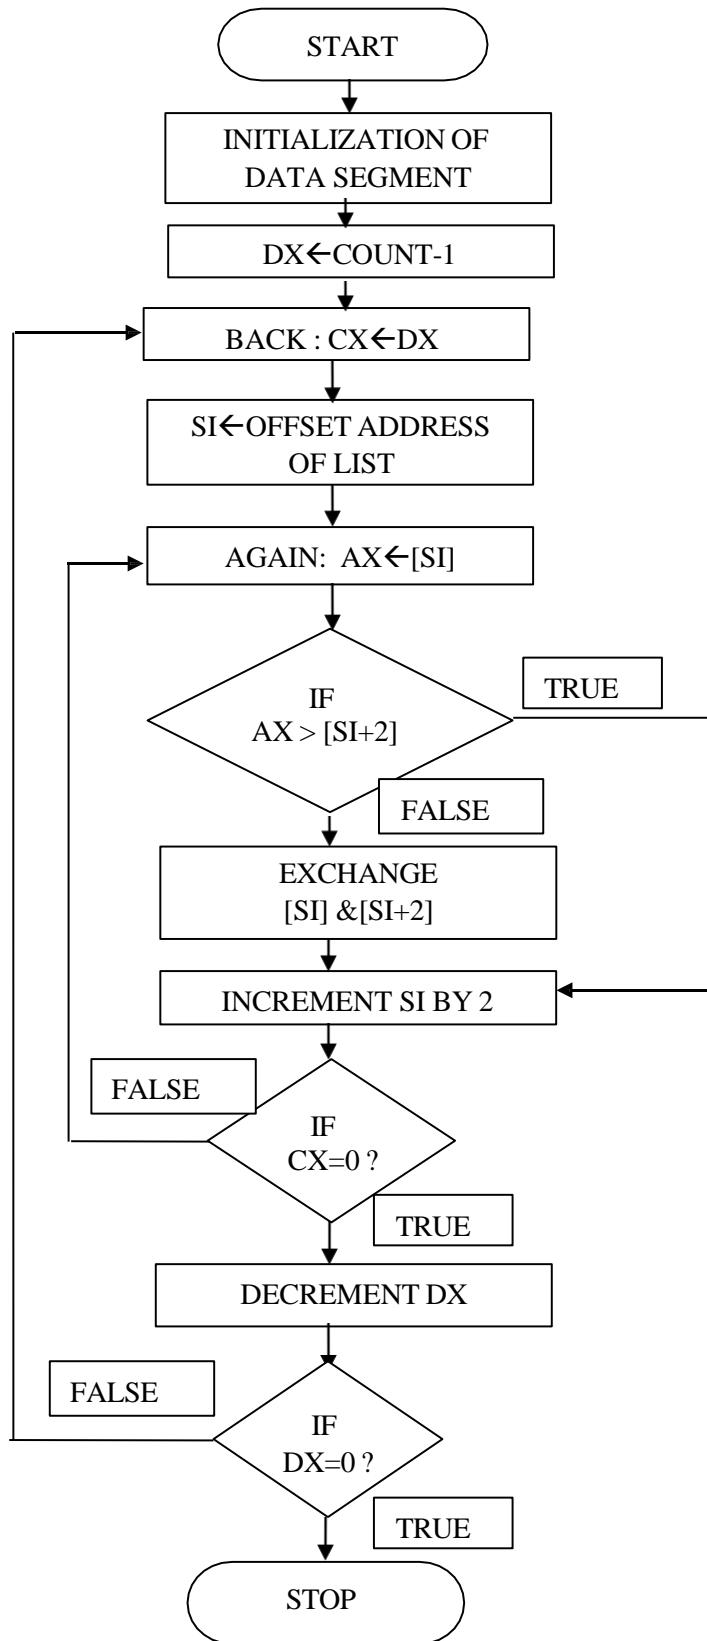 START
INITIALIZATION OF
DATA SEGMENT
DX←COUNT-1
BACK : CX←DX
SI←OFFSET ADDRESS
OF LIST
AGAIN: AX←[SI]
IF
AX > [SI+2]
TRUE
FALSE
EXCHANGE
[SI] &[SI+2]
INCREMENT SI BY 2
FALSE
IF
CX=0 ?
TRUE
DECREMENT DX
FALSE
IF
DX=0 ?
TRUE
STOP